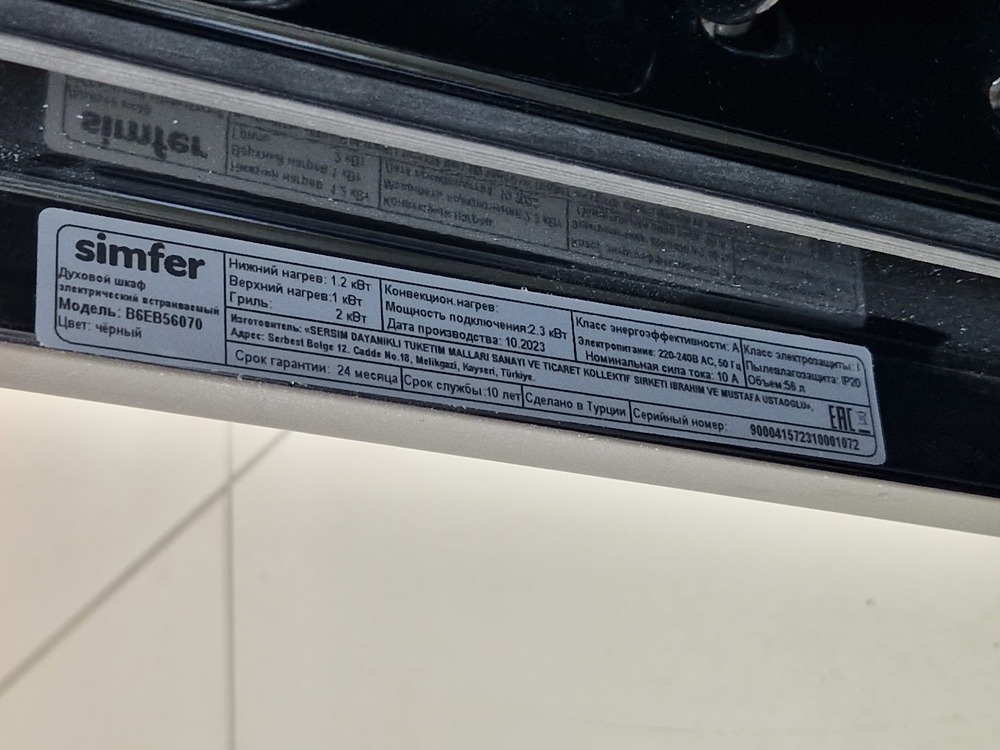 simfer
Духовой шкаф
электрический встраиваемый
Модель: B6EB56070
Цвет: чёрный
Нижний нагрев: 1.2 кВт
Верхний нагрев:1 кВт
Гриль: 2 кВт
Конвекцион.нагрев:
Мощность подключения:2.3 кВт
Дата производства: 10.2023
Класс энергоэффективности: A
Электропитание: 220-240В AC, 50 Гц
Номинальная сила тока: 10 А
Класс электрозащиты: I
Пылевлагозащита: IP20
Объем:56 л
Изготовитель: «SERSIM DAYANIKLI TUKETIM MALLARI SANAYI VE TICARET KOLLEKTIF SIRKETI IBRAHIM VE MUSTAFA USTAOGLU»,
Адрес: Serbest Bolge 12. Cadde No.18, Melikgazi, Kayseri, Türkiye.
Срок гарантии: 24 месяца
Срок службы:10 лет
Сделано в Турции
Серийный номер: 900041572310001072
EAC